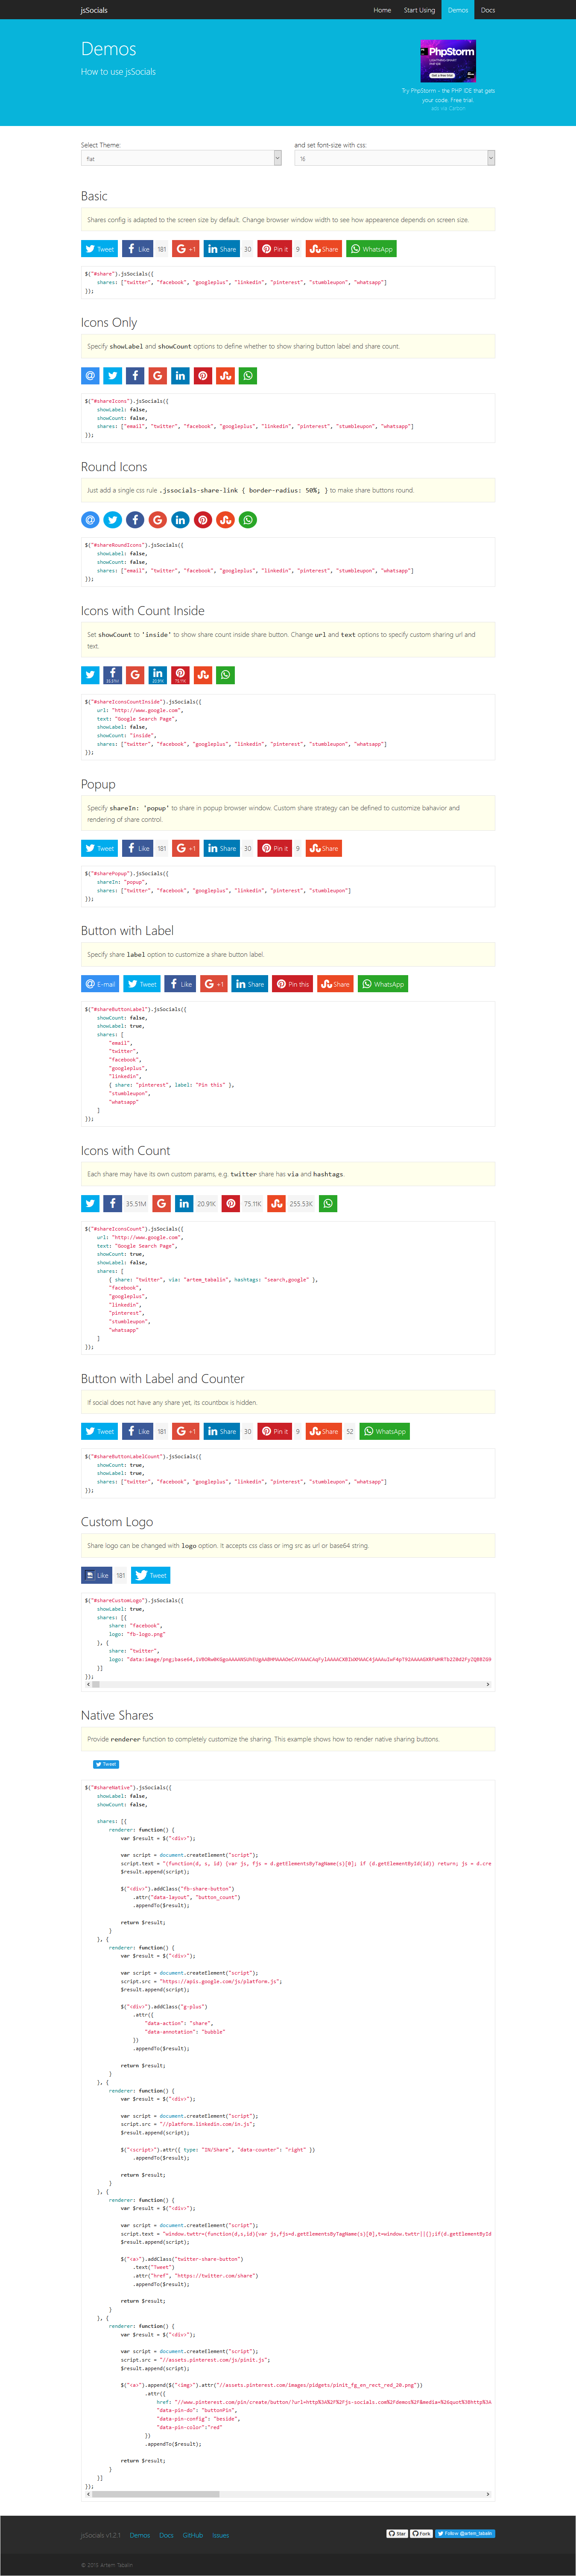 jsSocials
Home Start Using Demos Docs
Demos
How to use jsSocials
PhpStorm
Try PhpStorm - the PHP IDE that gets
your code. Free trial.
ads via Carbon
Select Theme:
and set font-size with css:
flat
16
Basic
Shares config is adapted to the screen size by default. Change browser window width to see how appearence depends on screen size.
Tweet Like 181 +1 Share 30 Pin it 9 Share WhatsApp
$("#share").jsSocials({
shares: ["twitter", "facebook", "googleplus", "linkedin", "pinterest", "stumbleupon", "whatsapp"]
});
Icons Only
Specify showLabel and showCount options to define whether to show sharing button label and share count.
$("#shareIcons").jsSocials({
showLabel: false,
showCount: false,
shares: ["email", "twitter", "facebook", "googleplus", "linkedin", "pinterest", "stumbleupon", "whatsapp"]
});
Round Icons
Just add a single css rule .jssocials-share-link { border-radius: 50%; } to make share buttons round.
$("#shareRoundIcons").jsSocials({
showLabel: false,
showCount: false,
shares: ["email", "twitter", "facebook", "googleplus", "linkedin", "pinterest", "stumbleupon", "whatsapp"]
});
Icons with Count Inside
Set showCount to 'inside' to show share count inside share button. Change url and text options to specify custom sharing url and
text.
$("#shareIconsCountInside").jsSocials({
url: "http://www.google.com",
text: "Google Search Page",
showLabel: false,
showCount: "inside",
shares: ["twitter", "facebook", "googleplus", "linkedin", "pinterest", "stumbleupon", "whatsapp"]
});
Popup
Specify shareIn: 'popup' to share in popup browser window. Custom share strategy can be defined to customize bahavior and
rendering of share control.
Tweet Like 181 +1 Share 30 Pin it 9 Share
$("#sharePopup").jsSocials({
shareIn: "popup",
shares: ["twitter", "facebook", "googleplus", "linkedin", "pinterest", "stumbleupon"]
});
Button with Label
Specify share label option to customize a share button label.
E-mail Tweet Like +1 Share Pin this Share WhatsApp
$("#shareButtonLabel").jsSocials({
showCount: false,
showLabel: true,
shares: [
"email",
"twitter",
"facebook",
"googleplus",
"linkedin",
{ share: "pinterest", label: "Pin this" },
"stumbleupon",
"whatsapp"
]
});
Icons with Count
Each share may have its own custom params, e.g. twitter share has via and hashtags.
35.51M 20.91K 75.11K 255.53K
$("#shareIconsCount").jsSocials({
url: "http://www.google.com",
text: "Google Search Page",
showCount: true,
showLabel: false,
shares: [
{ share: "twitter", via: "artem_tabalin", hashtags: "search,google" },
"facebook",
"googleplus",
"linkedin",
"pinterest",
"stumbleupon",
"whatsapp"
]
});
Button with Label and Counter
If social does not have any share yet, its countbox is hidden.
Tweet Like 181 +1 Share 30 Pin it 9 Share 52 WhatsApp
$("#shareButtonLabelCount").jsSocials({
showCount: true,
showLabel: true,
shares: ["twitter", "facebook", "googleplus", "linkedin", "pinterest", "stumbleupon", "whatsapp"]
});
Custom Logo
Share logo can be changed with logo option. It accepts css class or img src as url or base64 string.
Like 181 Tweet
$("#shareCustomLogo").jsSocials({
showLabel: true,
shares: [{
share: "facebook",
logo: "fb-logo.png"
}, {
share: "twitter",
}]
});
Native Shares
Provide renderer function to completely customize the sharing. This example shows how to render native sharing buttons.
Tweet
$("#shareNative").jsSocials({
showLabel: false,
showCount: false,
shares: [{
renderer: function() {
var $result = $("<div>");
var script = document.createElement("script");
script.text = "(function(d, s, id) {var js, fjs = d.getElementsByTagName(s)[0]; if (d.getElementById(id)) return; js = d.cre
$result.append(script);
$("<div>").addClass("fb-share-button")
.attr("data-layout", "button_count")
.appendTo($result);
return $result;
}
}, {
renderer: function() {
var $result = $("<div>");
var script = document.createElement("script");
script.src = "https://apis.google.com/js/platform.js";
$result.append(script);
$("<div>").addClass("g-plus")
.attr({
"data-action": "share",
"data-annotation": "bubble"
})
.appendTo($result);
return $result;
}
}, {
renderer: function() {
var $result = $("<div>");
var script = document.createElement("script");
script.src = "//platform.linkedin.com/in.js";
$result.append(script);
$("<script>").attr({ type: "IN/Share", "data-counter": "right" })
.appendTo($result);
return $result;
}
}, {
renderer: function() {
var $result = $("<div>");
var script = document.createElement("script");
script.text = "window.twttr=(function(d,s,id){var js,fjs=d.getElementsByTagName(s)[0],t=window.twttr||{};if(d.getElementById
$result.append(script);
$("<a>").addClass("twitter-share-button")
.text("Tweet")
.attr("href", "https://twitter.com/share")
.appendTo($result);
return $result;
}
}, {
renderer: function() {
var $result = $("<div>");
var script = document.createElement("script");
script.src = "//assets.pinterest.com/js/pinit.js";
$result.append(script);
$("<a>").append($("<img>").attr("//assets.pinterest.com/images/pidgets/pinit_fg_en_rect_red_20.png"))
.attr({
href: "//www.pinterest.com/pin/create/button/?url=http%3A%2F%2Fjs-socials.com%2Fdemos%2F&media=%26quot%3Bhttp%3A
"data-pin-do": "buttonPin",
"data-pin-config": "beside",
"data-pin-color":"red"
})
.appendTo($result);
return $result;
}
}]
});
jsSocials v1.2.1 Demos Docs GitHub Issues
Star Fork Follow @artem_tabalin
© 2015 Artem Tabalin